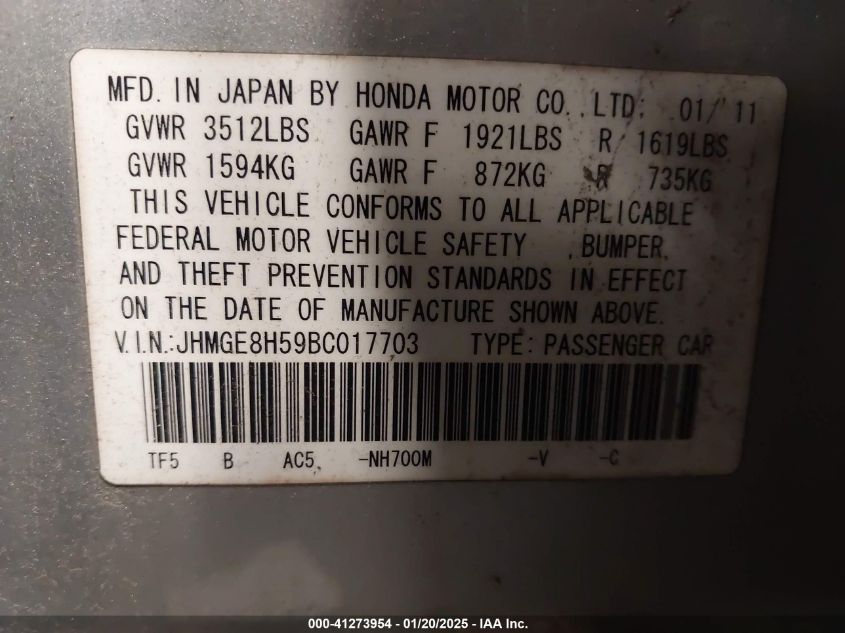 MFD. IN JAPAN BY HONDA MOTOR CO.,LTD. 01/'11
GVWR 3512LBS GAWR F 1921LBS R 1619LBS
GVWR 1594KG GAWR F 872KG R 735KG
THIS VEHICLE CONFORMS TO ALL APPLICABLE
FEDERAL MOTOR VEHICLE SAFETY ,BUMPER,
AND THEFT PREVENTION STANDARDS IN EFFECT
ON THE DATE OF MANUFACTURE SHOWN ABOVE.
V.I.N.:JHMGE8H59BC017703 TYPE:PASSENGER CAR
TF5 B AC5, -NH700M -V -C
000-41273954 - 01/20/2025 - IAA Inc.